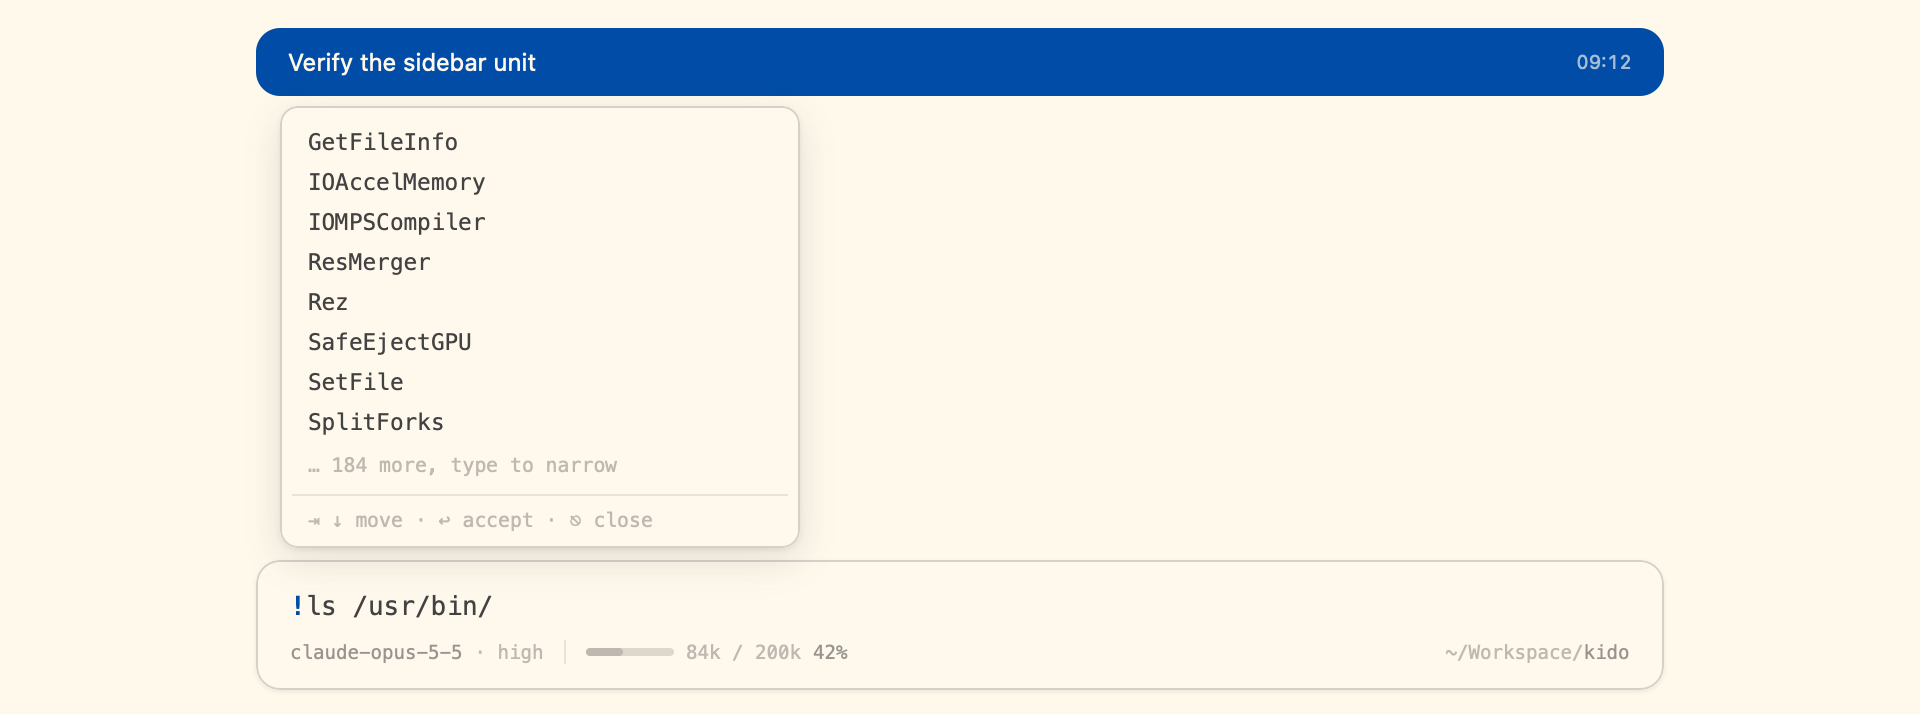 Verify the sidebar unit 09:12
GetFileInfo
IOAccelMemory
IOMPSCompiler
ResMerger
Rez
SafeEjectGPU
SetFile
SplitForks
… 184 more, type to narrow
⇥ ↓ move · ↩ accept · ⎋ close
!ls /usr/bin/
claude-opus-5-5 · high 84k / 200k 42% ~/Workspace/kido